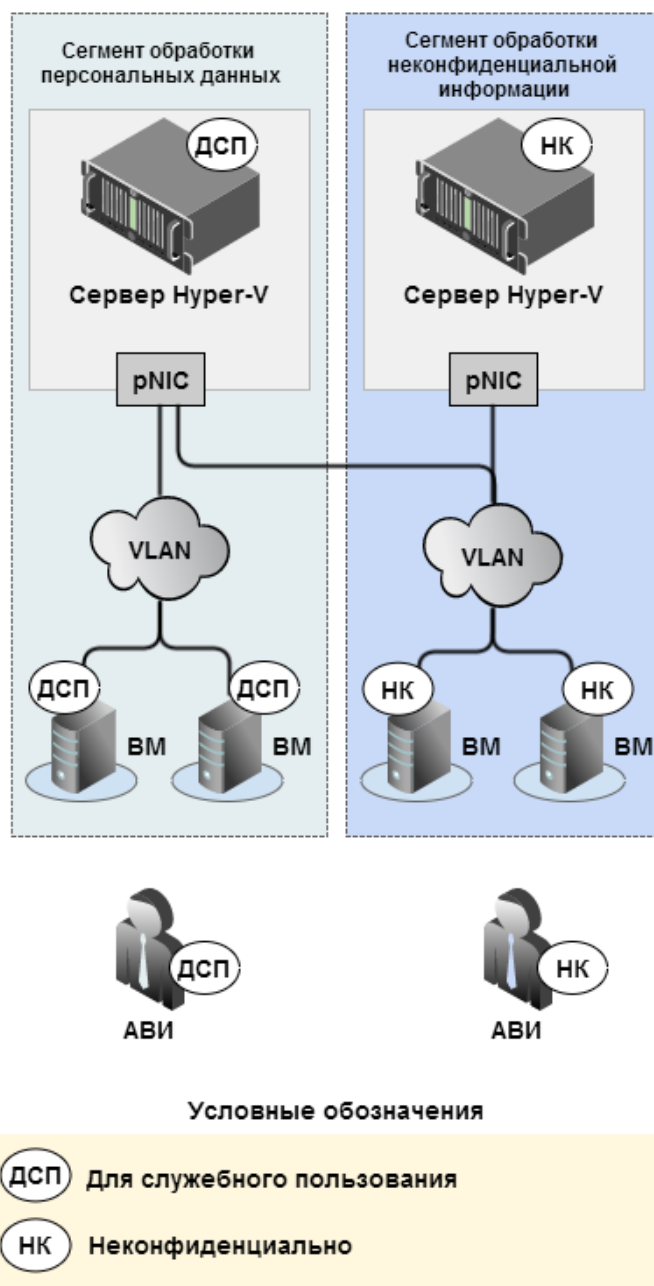 Сегмент обработки
персональных данных
Сегмент обработки
неконфиденциальной
информации
ДСП
НК
Сервер Hyper-V
Сервер Hyper-V
pNIC
pNIC
VLAN
VLAN
ДСП
ДСП
НК
НК
ВМ
ВМ
ВМ
ВМ
ДСП
НК
АВИ
АВИ
Условные обозначения
ДСП Для служебного пользования
НК Неконфиденциально